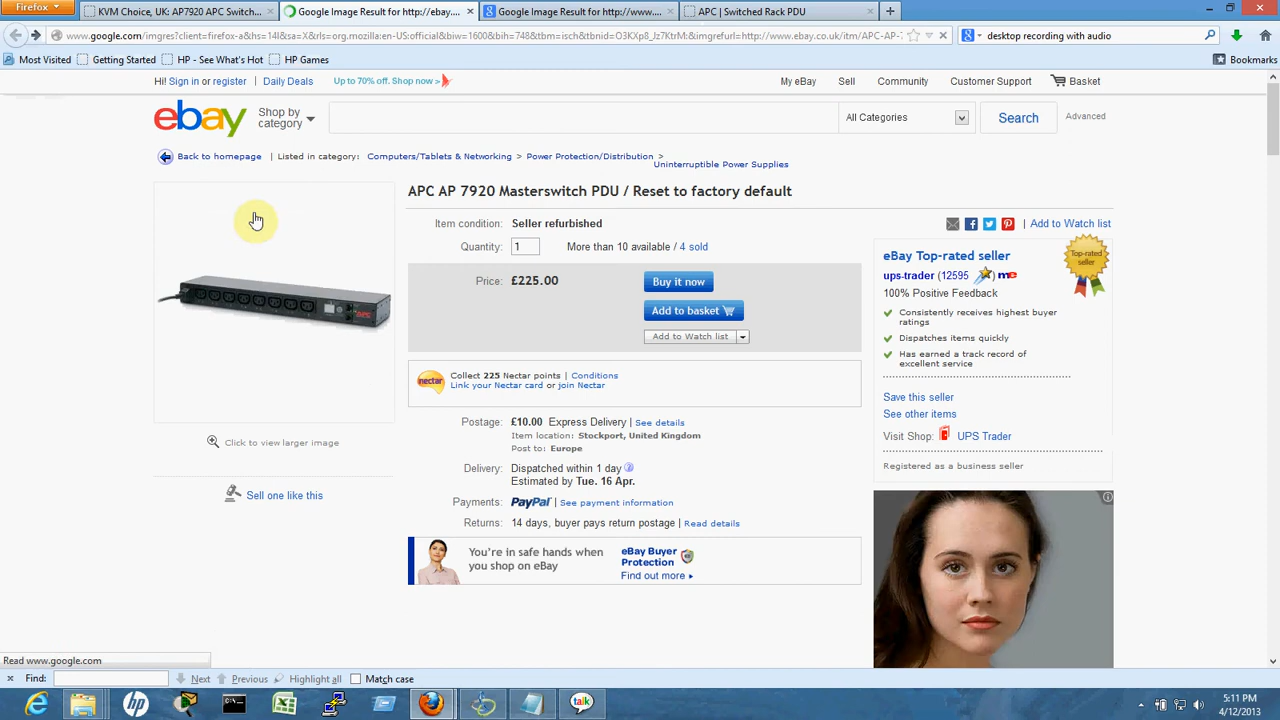 Firefox
KVM Choice, UK: AP7920 APC Switch...
Google Image Result for http://ebay....
Google Image Result for http://www....
APC | Switched Rack PDU
www.google.com/imgres?client=firefox-a&hs=14I&sa=X&rls=org.mozilla:en-US:official&biw=1600&bih=748&tbm=isch&tbnid=O3KXp8_Jz7KtrM:&imgrefurl=http://www.ebay.co.uk/itm/APC-AP-7
desktop recording with audio
Most Visited
Getting Started
HP - See What's Hot
HP Games
Bookmarks
Hi! Sign in or register
Daily Deals
Up to 70% off. Shop now >
My eBay
Sell
Community
Customer Support
Basket
ebay
Shop by category
All Categories
Search
Advanced
Back to homepage | Listed in category: Computers/Tablets & Networking > Power Protection/Distribution > Uninterruptible Power Supplies
APC AP 7920 Masterswitch PDU / Reset to factory default
Item condition: Seller refurbished
Add to Watch list
Quantity: 1 More than 10 available / 4 sold
Price: £225.00
Buy it now
Add to basket
Add to Watch list
Collect 225 Nectar points | Conditions
nectar
Link your Nectar card or join Nectar
Postage: £10.00 Express Delivery | See details
Item location: Stockport, United Kingdom
Post to: Europe
Delivery: Dispatched within 1 day
Estimated by Tue. 16 Apr.
Payments: PayPal | See payment information
Returns: 14 days, buyer pays return postage | Read details
You're in safe hands when
you shop on eBay
eBay Buyer
Protection
Find out more
APC
Click to view larger image
Sell one like this
eBay Top-rated seller
Top-rated
seller
ups-trader (12595 ) me
100% Positive Feedback
Consistently receives highest buyer
ratings
Dispatches items quickly
Has earned a track record of
excellent service
Save this seller
See other items
Visit Shop: UPS Trader
Registered as a business seller
Read www.google.com
Find:
Next
Previous
Highlight all
Match case
hp
talk
5:11 PM
4/12/2013